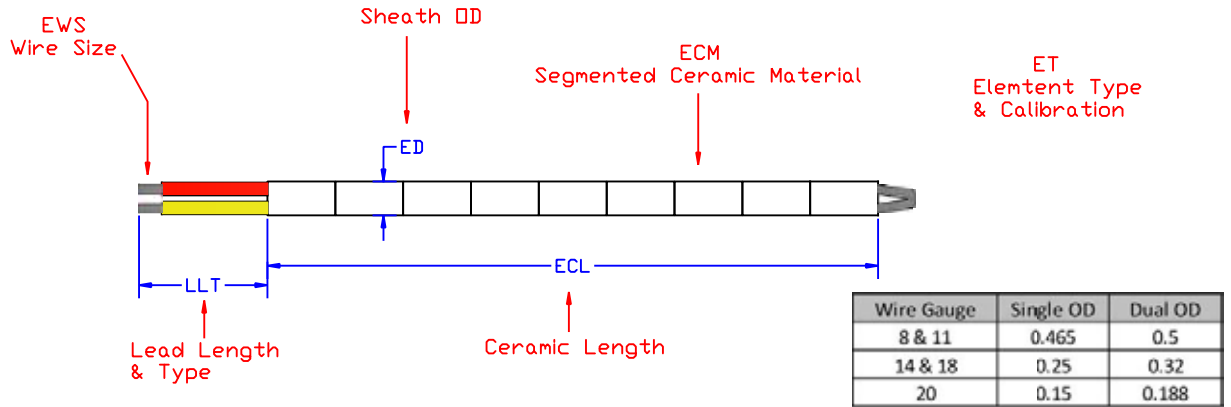 EWS
Wire Size
Sheath OD
ECM
Segmented Ceramic Material
ET
Elemtent Type
& Calibration
ED
LLT
ECL
Lead Length
& Type
Ceramic Length
Wire Gauge Single OD Dual OD
8 & 11 0.465 0.5
14 & 18 0.25 0.32
20 0.15 0.188